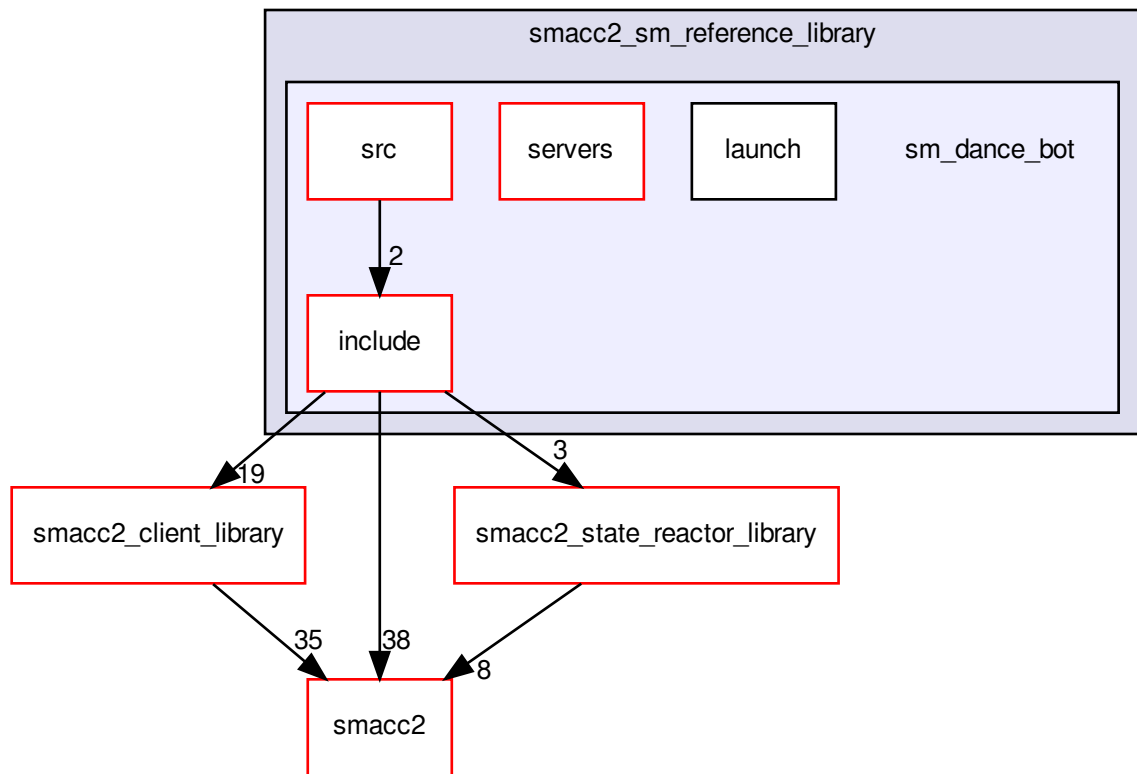 smacc2_sm_reference_library
src
servers
launch
sm_dance_bot
2
include
19
3
smacc2_client_library
smacc2_state_reactor_library
35
38
8
smacc2